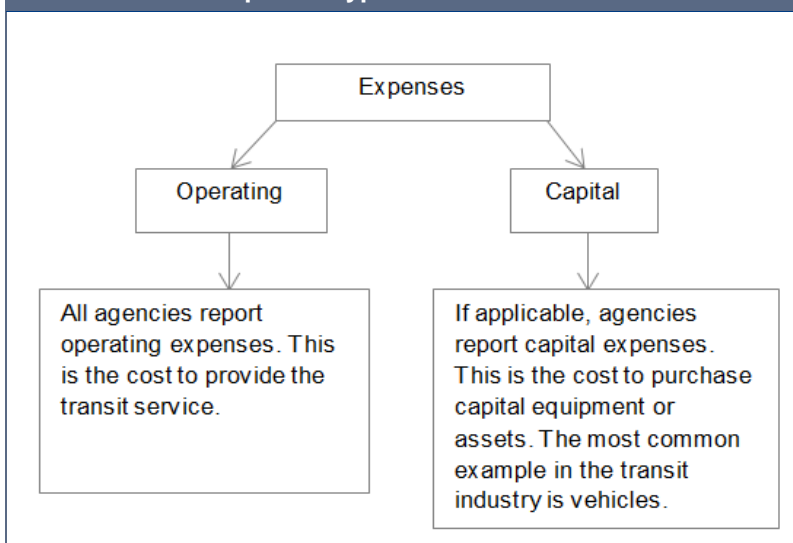 Expenses
Operating
Capital
All agencies report
operating expenses. This
is the cost to provide the
transit service.
If applicable, agencies
report capital expenses.
This is the cost to purchase
capital equipment or
assets. The most common
example in the transit
industry is vehicles.